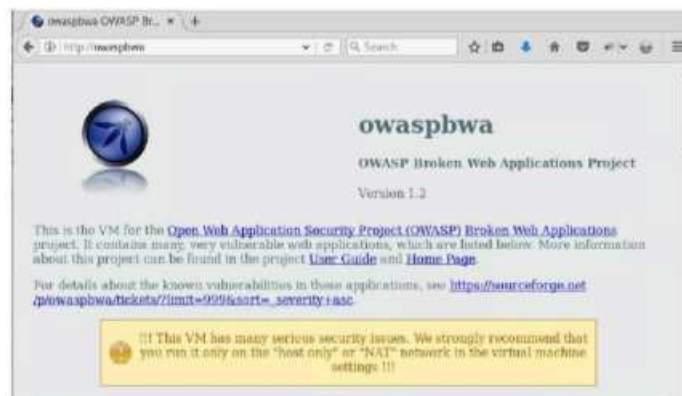 owaspbwa OWASP Br...
http://owaspbwa
Search
owaspbwa
OWASP Broken Web Applications Project
Version 1.2
This is the VM for the Open Web Application Security Project (OWASP) Broken Web Applications
project. It contains many, very vulnerable web applications, which are listed below. More information
about this project can be found in the project User Guide and Home Page.
For details about the known vulnerabilities in these applications, see https://sourceforge.net
/p/owaspbwa/tickets/?limit=999&sort=_severity+asc.
!!! This VM has many serious security issues. We strongly recommend that
you run it only on the "host only" or "NAT" network in the virtual machine
settings !!!